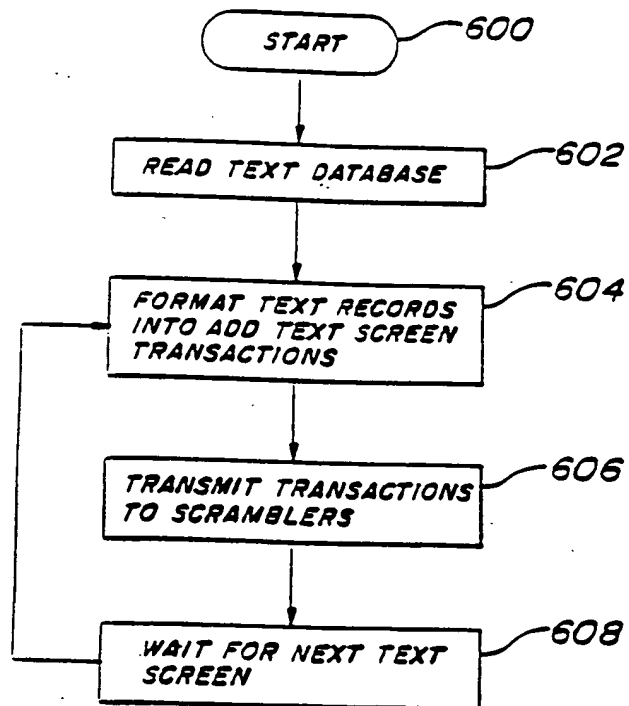 START
600
READ TEXT DATABASE
602
FORMAT TEXT RECORDS
INTO ADD TEXT SCREEN
TRANSACTIONS
604
TRANSMIT TRANSACTIONS
TO SCRAMBLERS
606
WAIT FOR NEXT TEXT
SCREEN
608